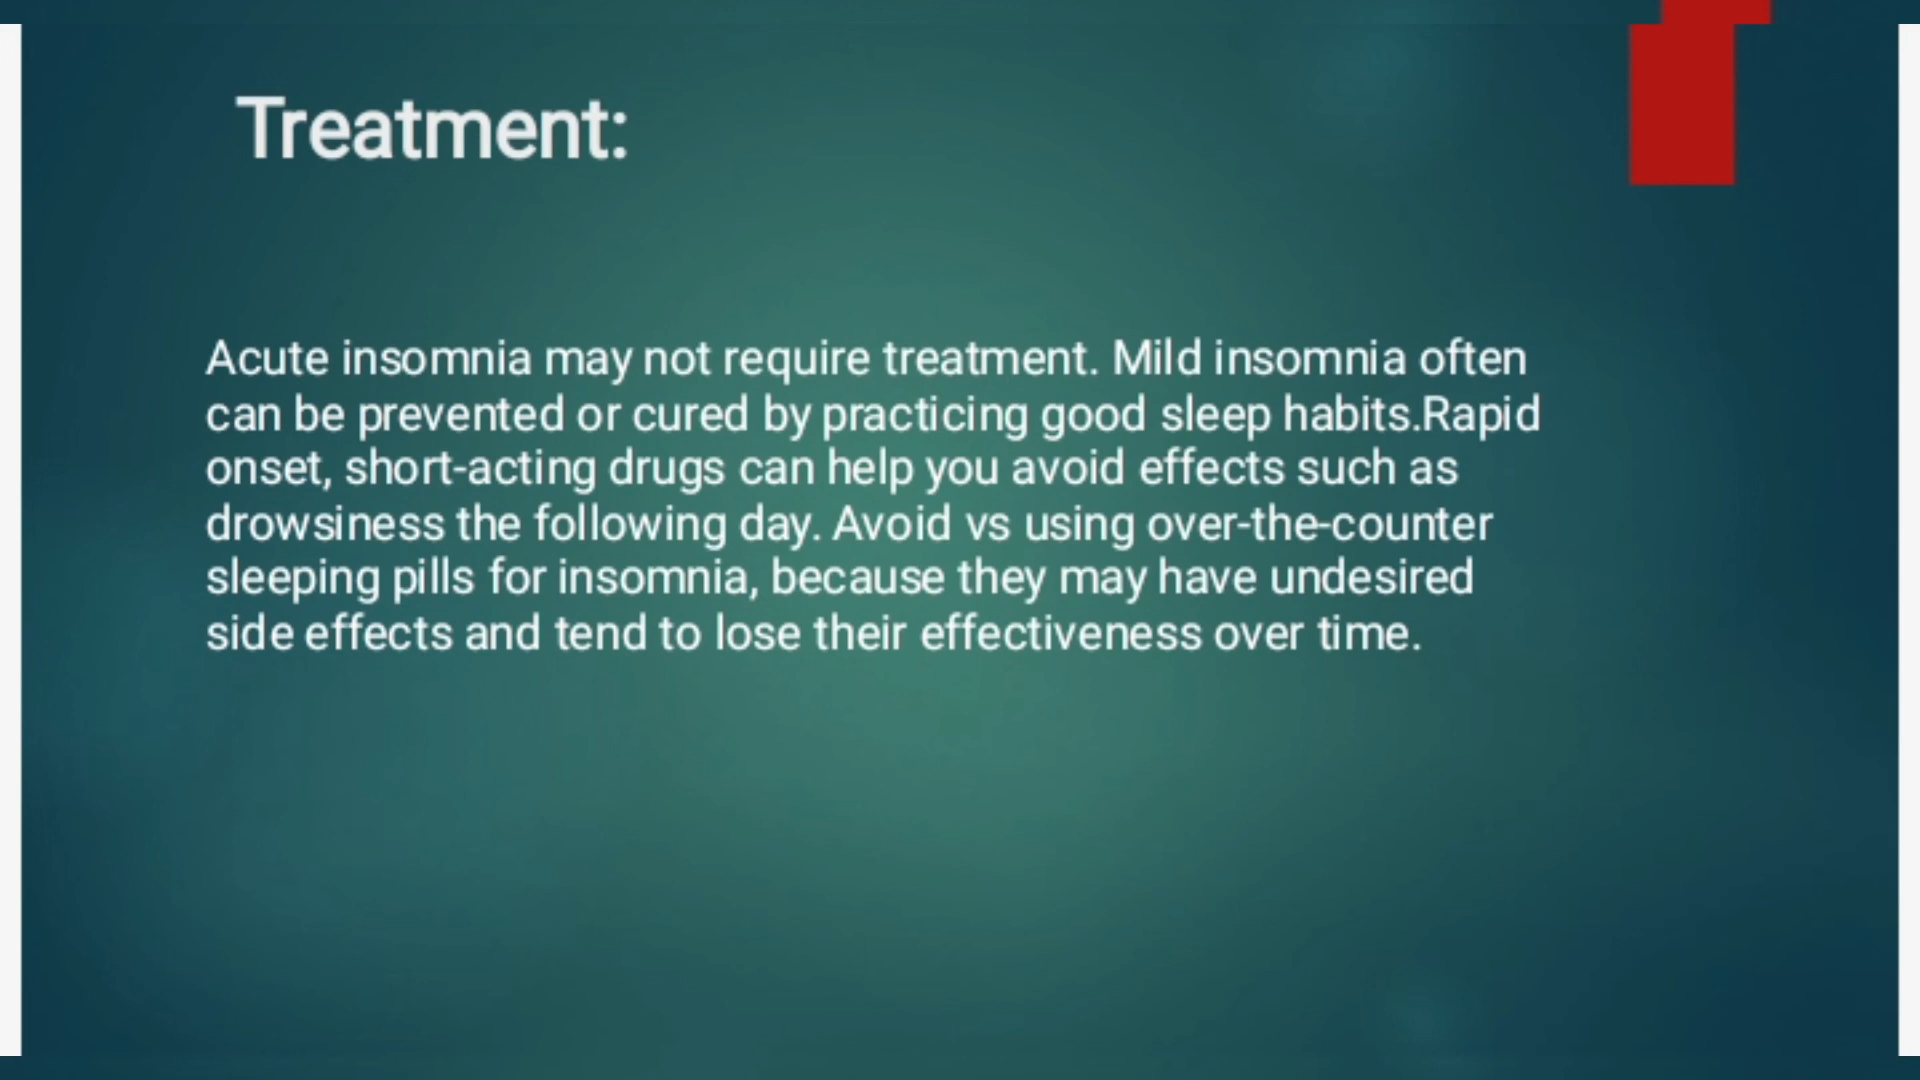 Treatment:
Acute insomnia may not require treatment. Mild insomnia often
can be prevented or cured by practicing good sleep habits.Rapid
onset, short-acting drugs can help you avoid effects such as
drowsiness the following day. Avoid vs using over-the-counter
sleeping pills for insomnia, because they may have undesired
side effects and tend to lose their effectiveness over time.